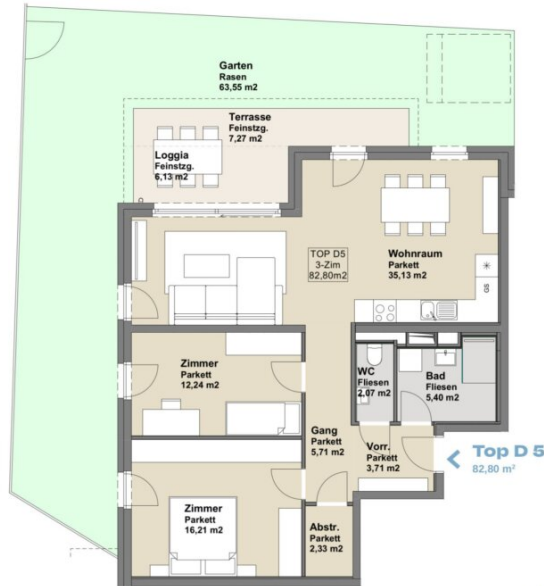 Garten
Rasen
63,55 m2
Terrasse
Feinstzg.
7,27 m2
Loggia
Feinstzg.
6,13 m2
TOP D5
3-Zim
82,80m2
Wohnraum
Parkett
35,13 m2
GS
Zimmer
Parkett
12,24 m2
WC
Fliesen
2,07 m2
Bad
Fliesen
5,40 m2
Gang
Parkett
5,71 m2
Vorr.
Parkett
3,71 m2
Top D 5
82,80 m²
Zimmer
Parkett
16,21 m2
Abstr.
Parkett
2,33 m2